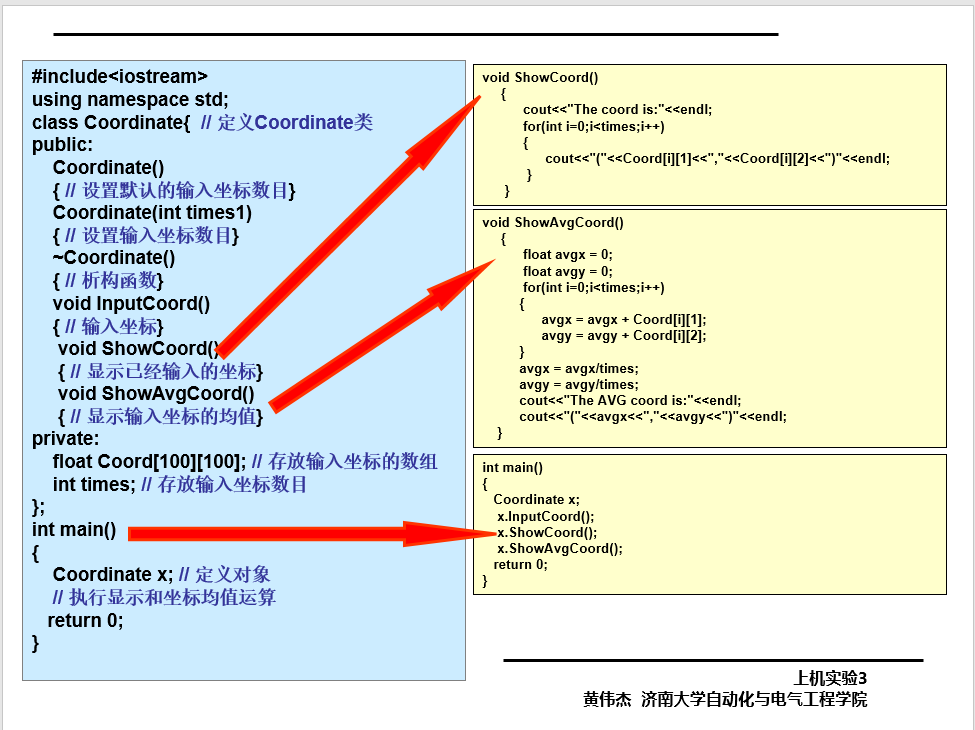 #include<iostream>
using namespace std;
class Coordinate{  // 定义Coordinate类
public:
Coordinate()
{ // 设置默认的输入坐标数目}
Coordinate(int times1)
{ // 设置输入坐标数目}
~Coordinate()
{ // 析构函数}
void InputCoord()
{ // 输入坐标}
void ShowCoord()
{ // 显示已经输入的坐标}
void ShowAvgCoord()
{ // 显示输入坐标的均值}
private:
float Coord[100][100]; // 存放输入坐标的数组
int times; // 存放输入坐标数目
};
int main()
{
Coordinate x; // 定义对象
// 执行显示和坐标均值运算
return 0;
}
void ShowCoord()
{
cout<<"The coord is:"<<endl;
for(int i=0;i<times;i++)
{
cout<<"("<<Coord[i][1]<<","<<Coord[i][2]<<")"<<endl;
}
}
void ShowAvgCoord()
{
float avgx = 0;
float avgy = 0;
for(int i=0;i<times;i++)
{
avgx = avgx + Coord[i][1];
avgy = avgy + Coord[i][2];
}
avgx = avgx/times;
avgy = avgy/times;
cout<<"The AVG coord is:"<<endl;
cout<<"("<<avgx<<","<<avgy<<")"<<endl;
}
int main()
{
Coordinate x;
x.InputCoord();
x.ShowCoord();
x.ShowAvgCoord();
return 0;
}
上机实验3
黄伟杰  济南大学自动化与电气工程学院